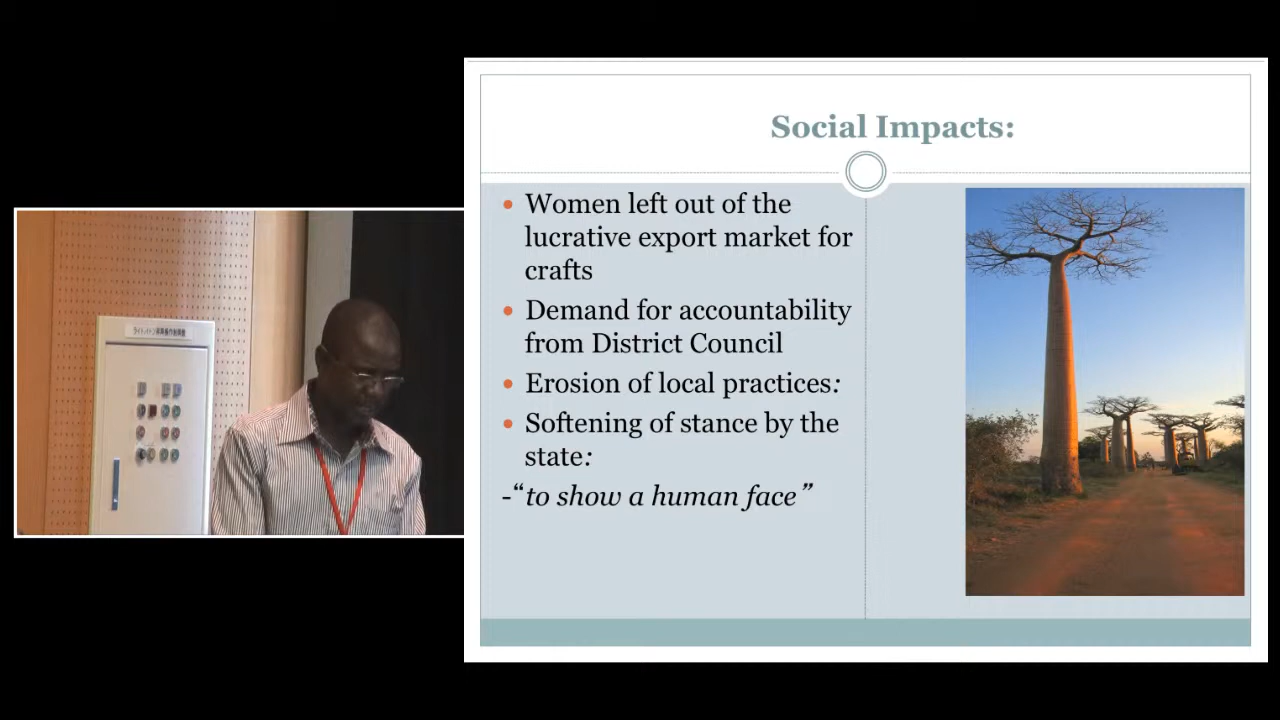 Social Impacts:
• Women left out of the
lucrative export market for
crafts
• Demand for accountability
from District Council
• Erosion of local practices:
• Softening of stance by the
state:
-“to show a human face”